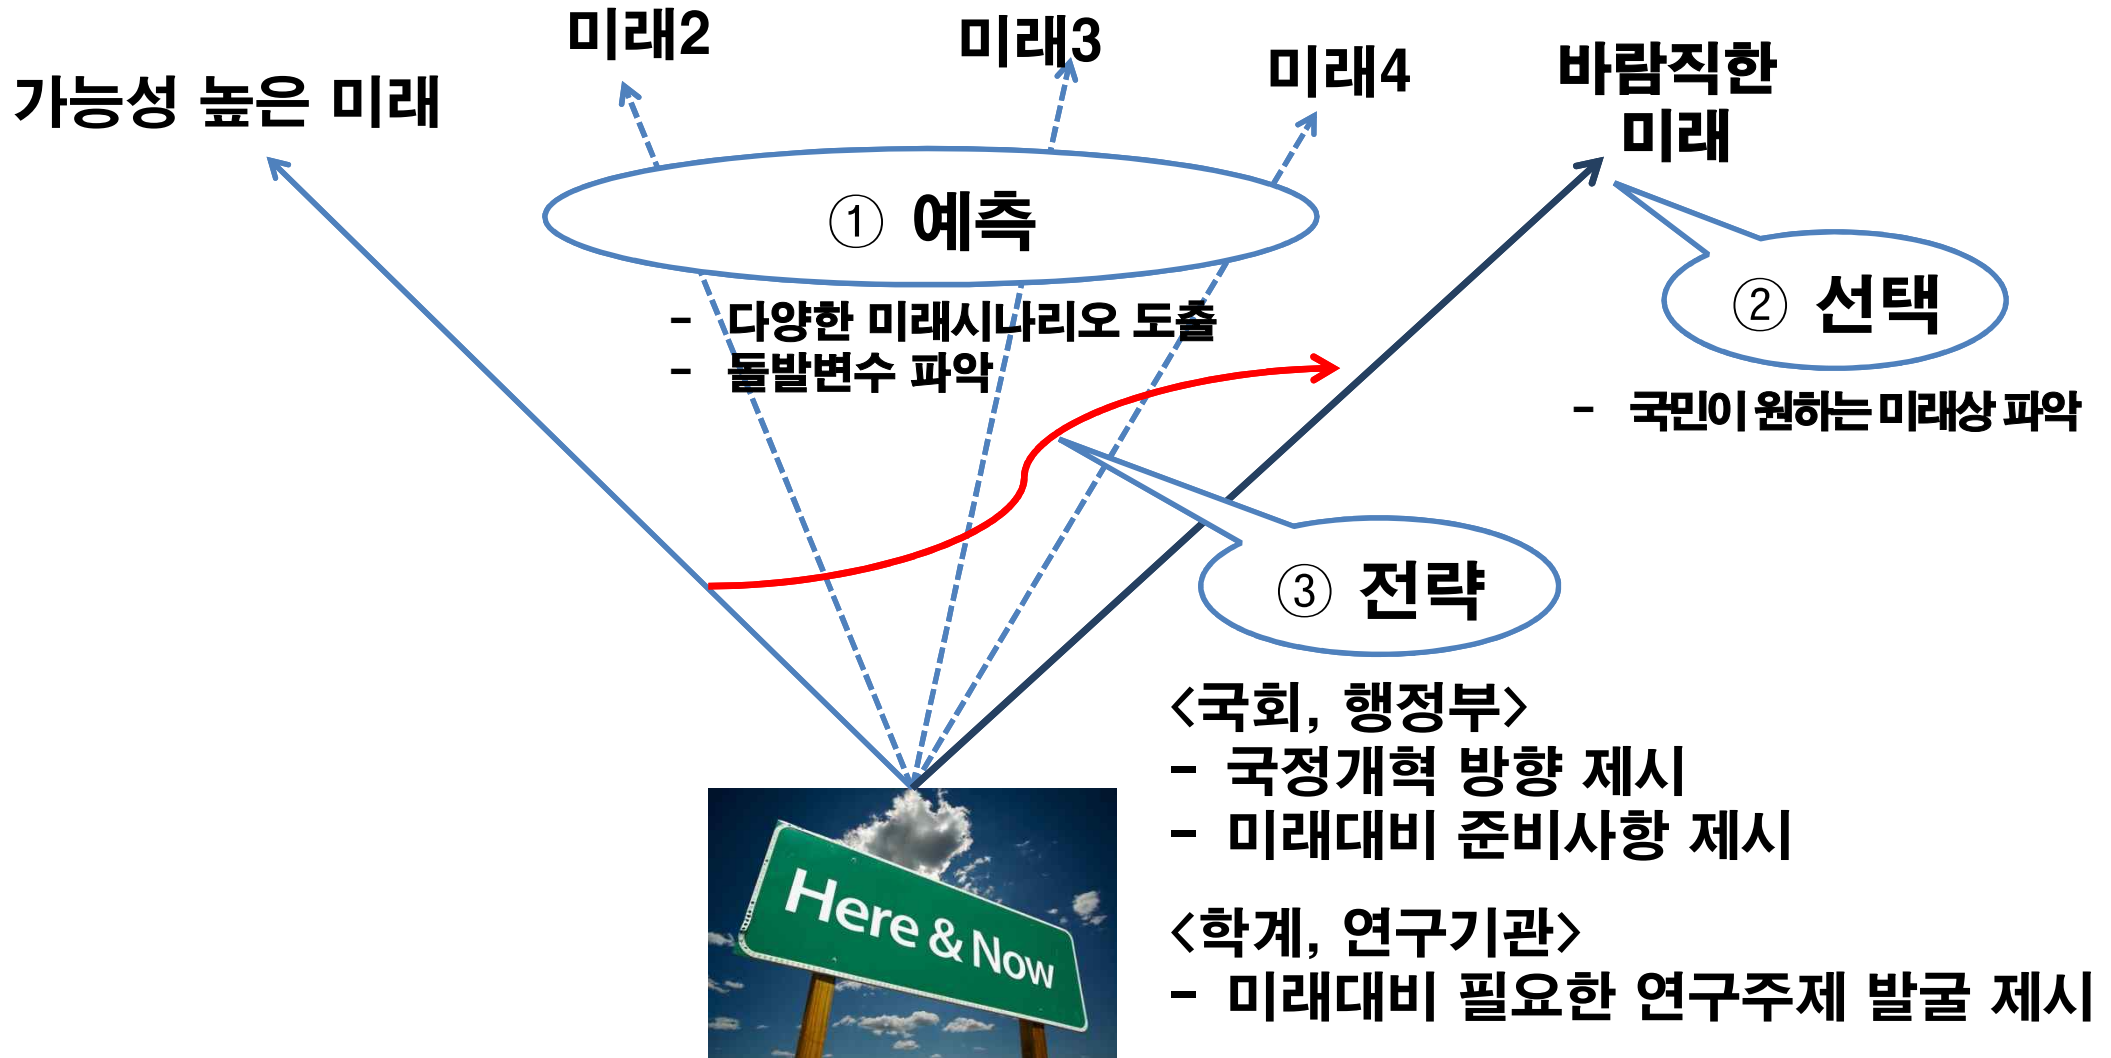 미래2
미래3
미래4
가능성 높은 미래
바람직한
미래
① 예측
- 다양한 미래시나리오 도출
- 돌발변수 파악
② 선택
- 국민이 원하는 미래상 파악
③ 전략
<국회, 행정부>
- 국정개혁 방향 제시
- 미래대비 준비사항 제시
<학계, 연구기관>
- 미래대비 필요한 연구주제 발굴 제시
Here & Now